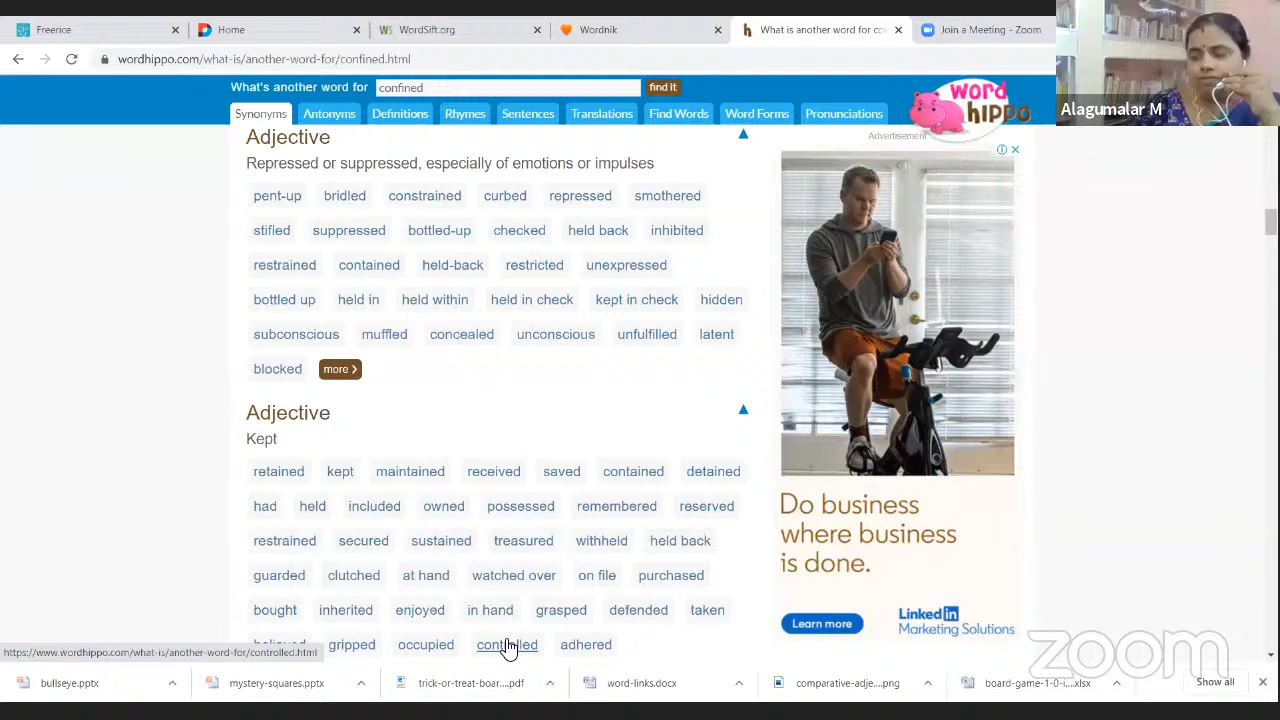 Freerice
Home
WordSift.org
Wordnik
What is another word for co
Join a Meeting - Zoom
wordhippo.com/what-is/another-word-for/confined.html
Alagumalar M
What's another word for confined find it
Synonyms Antonyms Definitions Rhymes Sentences Translations Find Words Word Forms Pronunciations
word hippo
Advertisement
Adjective
Repressed or suppressed, especially of emotions or impulses
pent-up bridled constrained curbed repressed smothered
stifled suppressed bottled-up checked held back inhibited
restrained contained held-back restricted unexpressed
bottled up held in held within held in check kept in check hidden
subconscious muffled concealed unconscious unfulfilled latent
blocked more
Adjective
Kept
retained kept maintained received saved contained detained
had held included owned possessed remembered reserved
restrained secured sustained treasured withheld held back
guarded clutched at hand watched over on file purchased
bought inherited enjoyed in hand grasped defended taken
gripped occupied controlled adhered
Do business
where business
is done.
Learn more
Linked in
Marketing Solutions
zoom
https://www.wordhippo.com/what-is/another-word-for/controlled.html
bullseye.pptx
mystery-squares.pptx
trick-or-treat-boar....pdf
word-links.docx
comparative-adje....png
board-game-1-0-i....xlsx
Show all